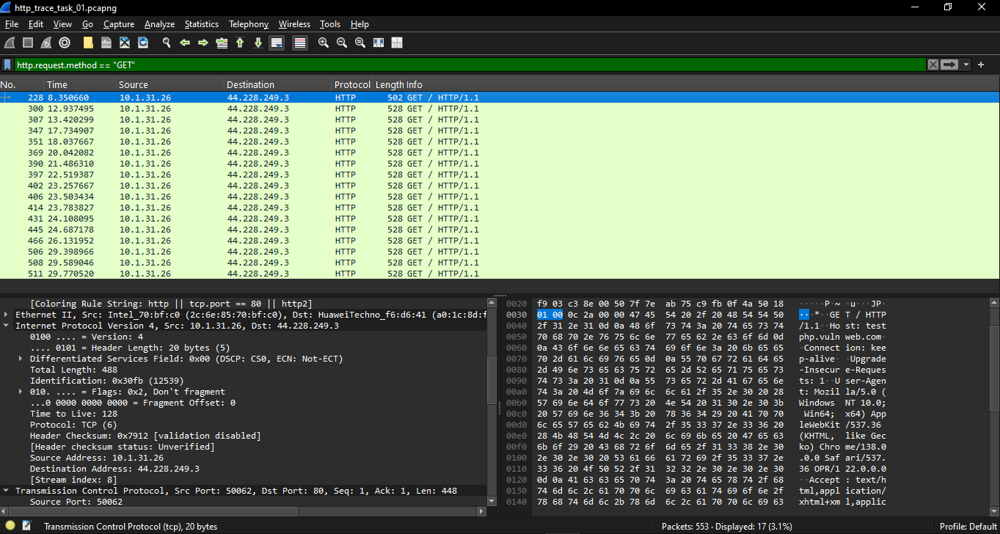 http_trace_task_01.pcapng
File Edit View Go Capture Analyze Statistics Telephony Wireless Tools Help
http.request.method == "GET"
No. Time Source Destination Protocol Length Info
228 8.350660 10.1.31.26 44.228.249.3 HTTP 502 GET / HTTP/1.1
300 12.937495 10.1.31.26 44.228.249.3 HTTP 528 GET / HTTP/1.1
307 13.420299 10.1.31.26 44.228.249.3 HTTP 528 GET / HTTP/1.1
347 17.734907 10.1.31.26 44.228.249.3 HTTP 528 GET / HTTP/1.1
351 18.037667 10.1.31.26 44.228.249.3 HTTP 528 GET / HTTP/1.1
369 20.042082 10.1.31.26 44.228.249.3 HTTP 528 GET / HTTP/1.1
390 21.486310 10.1.31.26 44.228.249.3 HTTP 528 GET / HTTP/1.1
397 22.519387 10.1.31.26 44.228.249.3 HTTP 528 GET / HTTP/1.1
402 23.257667 10.1.31.26 44.228.249.3 HTTP 528 GET / HTTP/1.1
406 23.503434 10.1.31.26 44.228.249.3 HTTP 528 GET / HTTP/1.1
414 23.783827 10.1.31.26 44.228.249.3 HTTP 528 GET / HTTP/1.1
431 24.108095 10.1.31.26 44.228.249.3 HTTP 528 GET / HTTP/1.1
445 24.687178 10.1.31.26 44.228.249.3 HTTP 528 GET / HTTP/1.1
466 26.131952 10.1.31.26 44.228.249.3 HTTP 528 GET / HTTP/1.1
506 29.398966 10.1.31.26 44.228.249.3 HTTP 528 GET / HTTP/1.1
508 29.589046 10.1.31.26 44.228.249.3 HTTP 528 GET / HTTP/1.1
511 29.770520 10.1.31.26 44.228.249.3 HTTP 528 GET / HTTP/1.1
[Coloring Rule String: http || tcp.port == 80 || http2]
Ethernet II, Src: Intel_70:bf:c0 (2c:6e:85:70:bf:c0), Dst: HuaweiTechno_f6:d6:41 (a0:1c:8d:f
Internet Protocol Version 4, Src: 10.1.31.26, Dst: 44.228.249.3
0100 .... = Version: 4
.... 0101 = Header Length: 20 bytes (5)
Differentiated Services Field: 0x00 (DSCP: CS0, ECN: Not-ECT)
Total Length: 488
Identification: 0x30fb (12539)
010. .... = Flags: 0x2, Don't fragment
...0 0000 0000 0000 = Fragment Offset: 0
Time to Live: 128
Protocol: TCP (6)
Header Checksum: 0x7912 [validation disabled]
[Header checksum status: Unverified]
Source Address: 10.1.31.26
Destination Address: 44.228.249.3
[Stream index: 8]
Transmission Control Protocol, Src Port: 50062, Dst Port: 80, Seq: 1, Ack: 1, Len: 448
Source Port: 50062
0020 f9 03 c3 8e 00 50 7f 7e ab 75 c9 fb 0f 4a 50 18 ·····P·~ ·u···JP·
0030 01 00 0c 2a 00 00 47 45 54 20 2f 20 48 54 54 50 ···*··GE T / HTTP
0040 2f 31 2e 31 0d 0a 48 6f 73 74 3a 20 74 65 73 74 /1.1··Ho st: test
0050 70 68 70 2e 76 75 6c 6e 77 65 62 2e 63 6f 6d 0d php.vuln web.com·
0060 0a 43 6f 6e 6e 65 63 74 69 6f 6e 3a 20 6b 65 65 ·Connect ion: kee
0070 70 2d 61 6c 69 76 65 0d 0a 55 70 67 72 61 64 65 p-alive· ·Upgrade
0080 2d 49 6e 73 65 63 75 72 65 2d 52 65 71 75 65 73 -Insecur e-Reques
0090 74 73 3a 20 31 0d 0a 55 73 65 72 2d 41 67 65 6e ts: 1··U ser-Agen
00a0 74 3a 20 4d 6f 7a 69 6c 6c 61 2f 35 2e 30 20 28 t: Mozil la/5.0 (
00b0 57 69 6e 64 6f 77 73 20 4e 54 20 31 30 2e 30 3b Windows NT 10.0;
00c0 20 57 69 6e 36 34 3b 20 78 36 34 29 20 41 70 70 Win64; x64) App
00d0 6c 65 57 65 62 4b 69 74 2f 35 33 37 2e 33 36 20 leWebKit /537.36
00e0 28 4b 48 54 4d 4c 2c 20 6c 69 6b 65 20 47 65 63 (KHTML, like Gec
00f0 6b 6f 29 20 43 68 72 6f 6d 65 2f 31 33 38 2e 30 ko) Chro me/138.0
0100 2e 30 2e 30 20 53 61 66 61 72 69 2f 35 33 37 2e .0.0 Saf ari/537.
0110 33 36 20 4f 50 52 2f 31 32 32 2e 30 2e 30 2e 30 36 OPR/1 22.0.0.0
0120 0d 0a 41 63 63 65 70 74 3a 20 74 65 78 74 2f 68 ··Accept : text/h
0130 74 6d 6c 2c 61 70 70 6c 69 63 61 74 69 6f 6e 2f tml,appl ication/
0140 78 68 74 6d 6c 2b 78 6d 6c 2c 61 70 70 6c 69 63 xhtml+xm l,applic
Transmission Control Protocol (tcp), 20 bytes
Packets: 553 · Displayed: 17 (3.1%)
Profile: Default